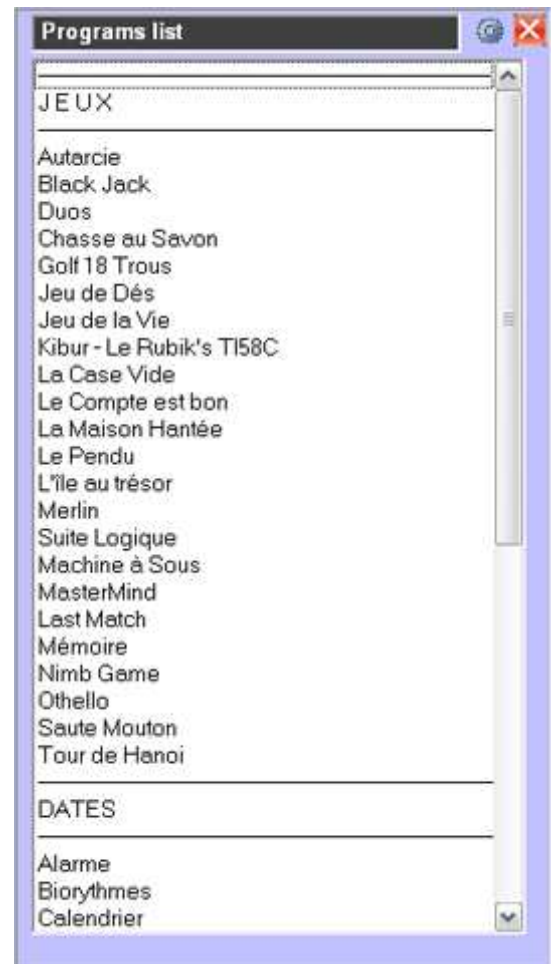 Programs list
JEUX
Autarcie
Black Jack
Duos
Chasse au Savon
Golf 18 Trous
Jeu de Dés
Jeu de la Vie
Kibur - Le Rubik's TI58C
La Case Vide
Le Compte est bon
La Maison Hantée
Le Pendu
L'île au trésor
Merlin
Suite Logique
Machine à Sous
MasterMind
Last Match
Mémoire
Nimb Game
Othello
Saute Mouton
Tour de Hanoi
DATES
Alarme
Biorythmes
Calendrier